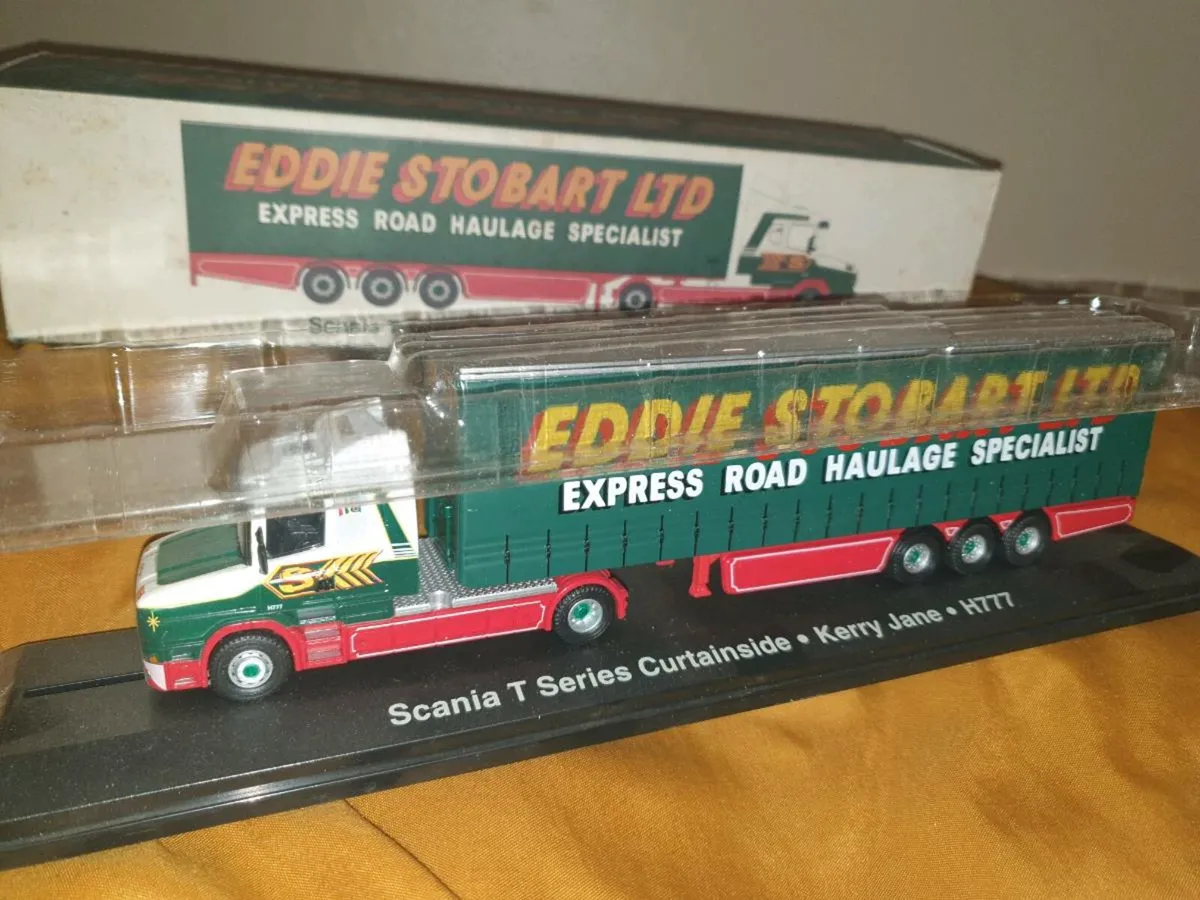 EDDIE STOBART LTD
EXPRESS ROAD HAULAGE SPECIALIST
Scania T
EDDIE STOBART LTD
EXPRESS ROAD HAULAGE SPECIALIST
S
H777
Scania T Series Curtainside • Kerry Jane • H777